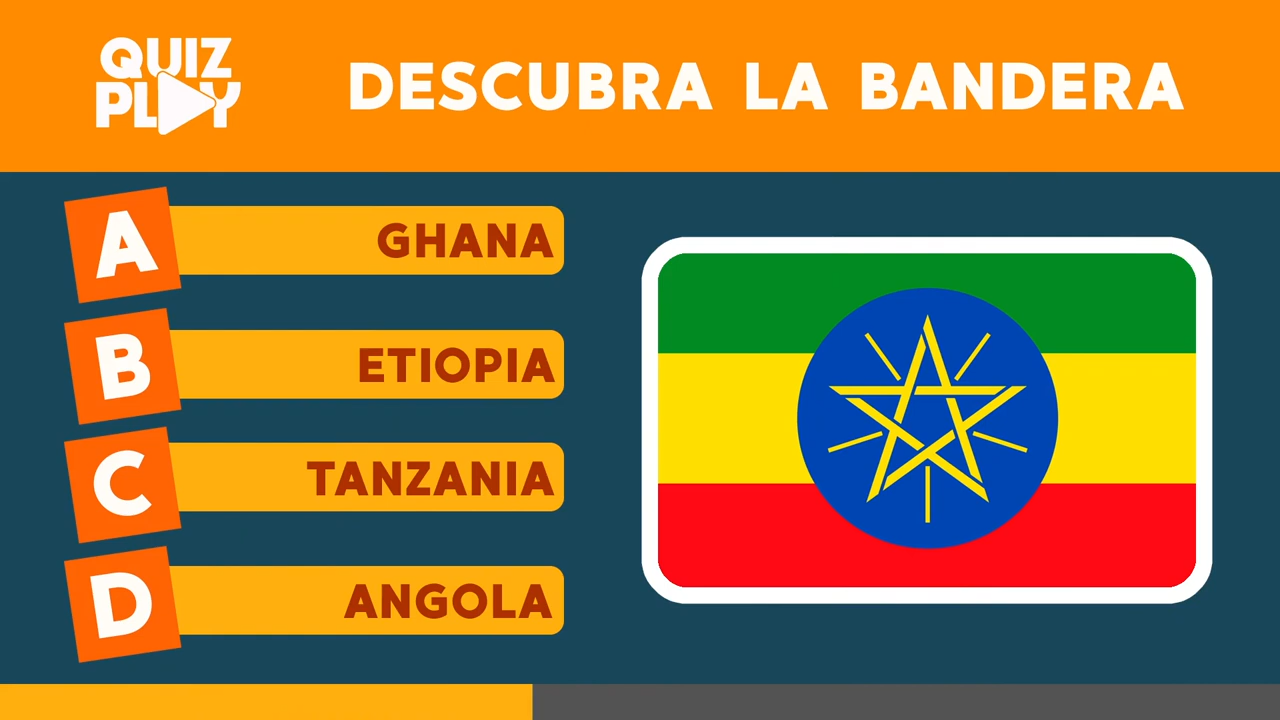 QUIZ
PLAY
DESCUBRA LA BANDERA
A
GHANA
B
ETIOPIA
C
TANZANIA
D
ANGOLA